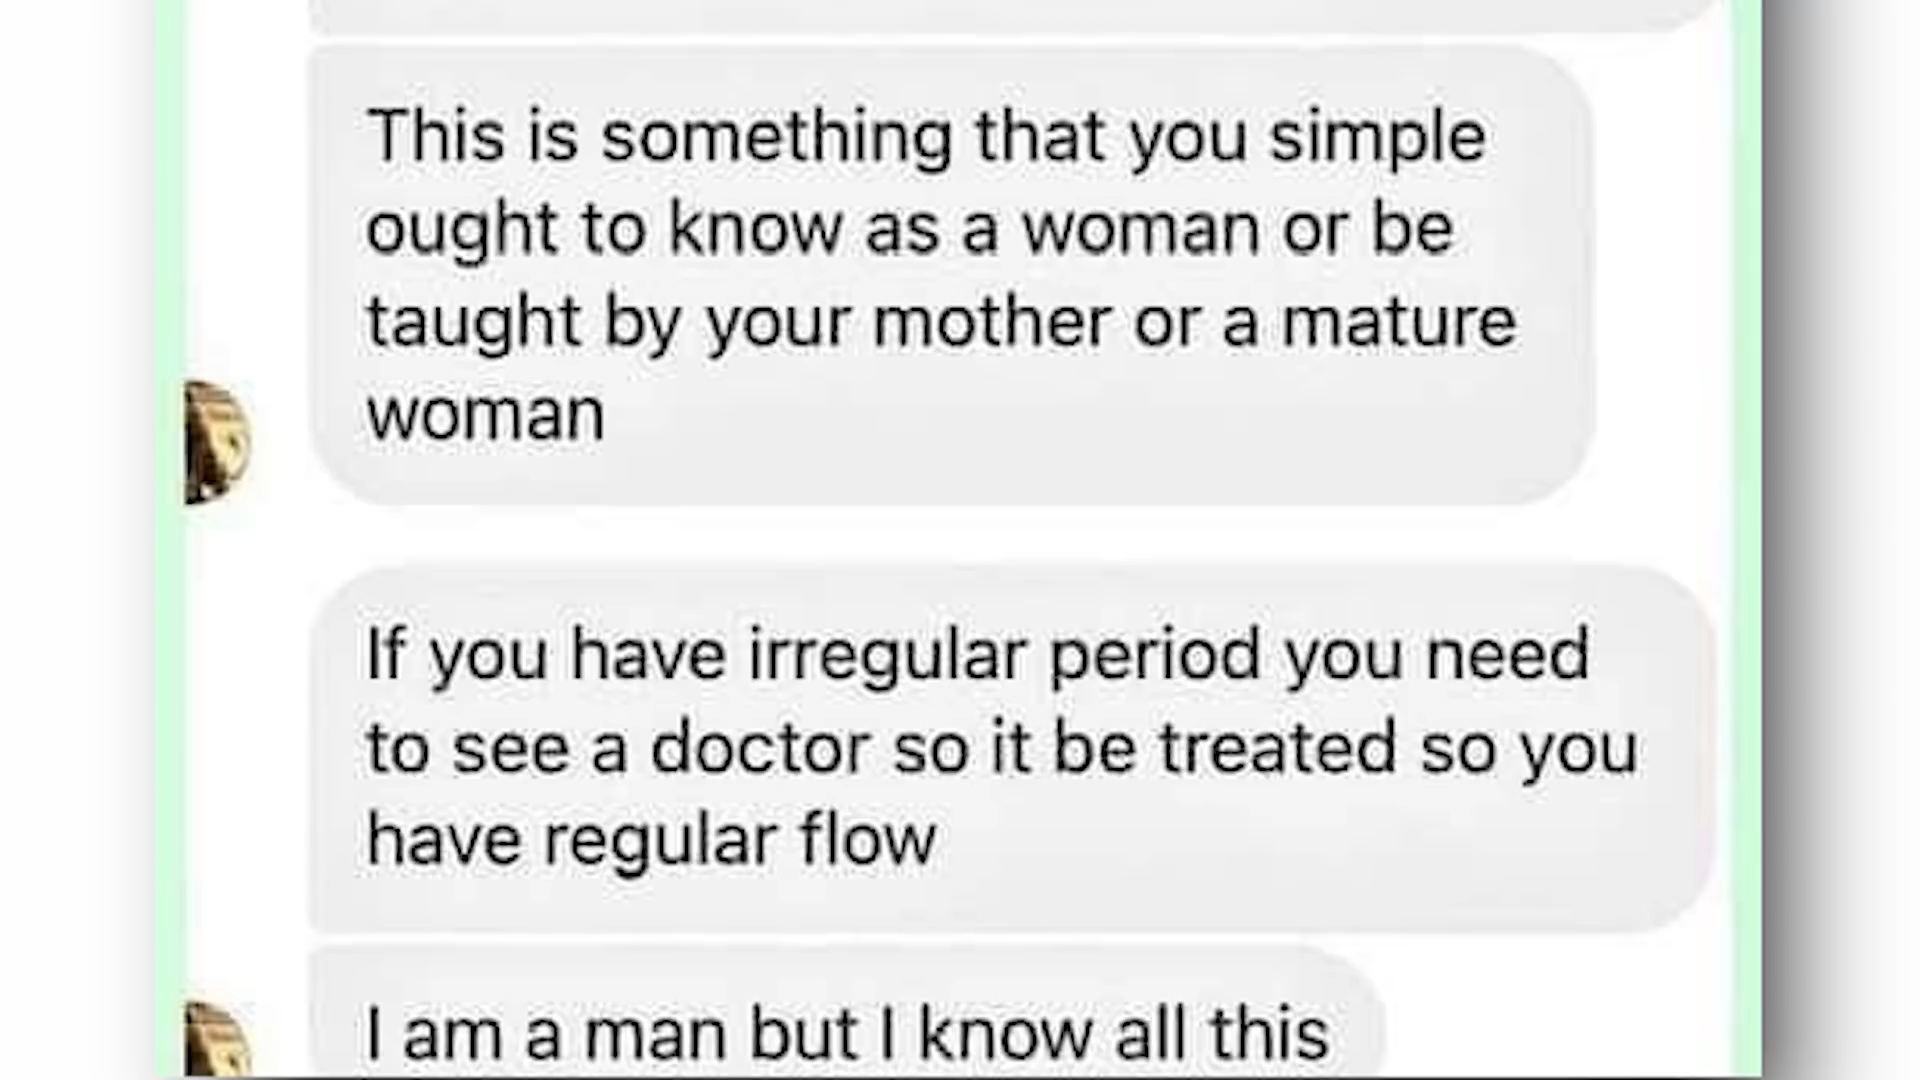 This is something that you simple
ought to know as a woman or be
taught by your mother or a mature
woman
If you have irregular period you need
to see a doctor so it be treated so you
have regular flow
I am a man but I know all this